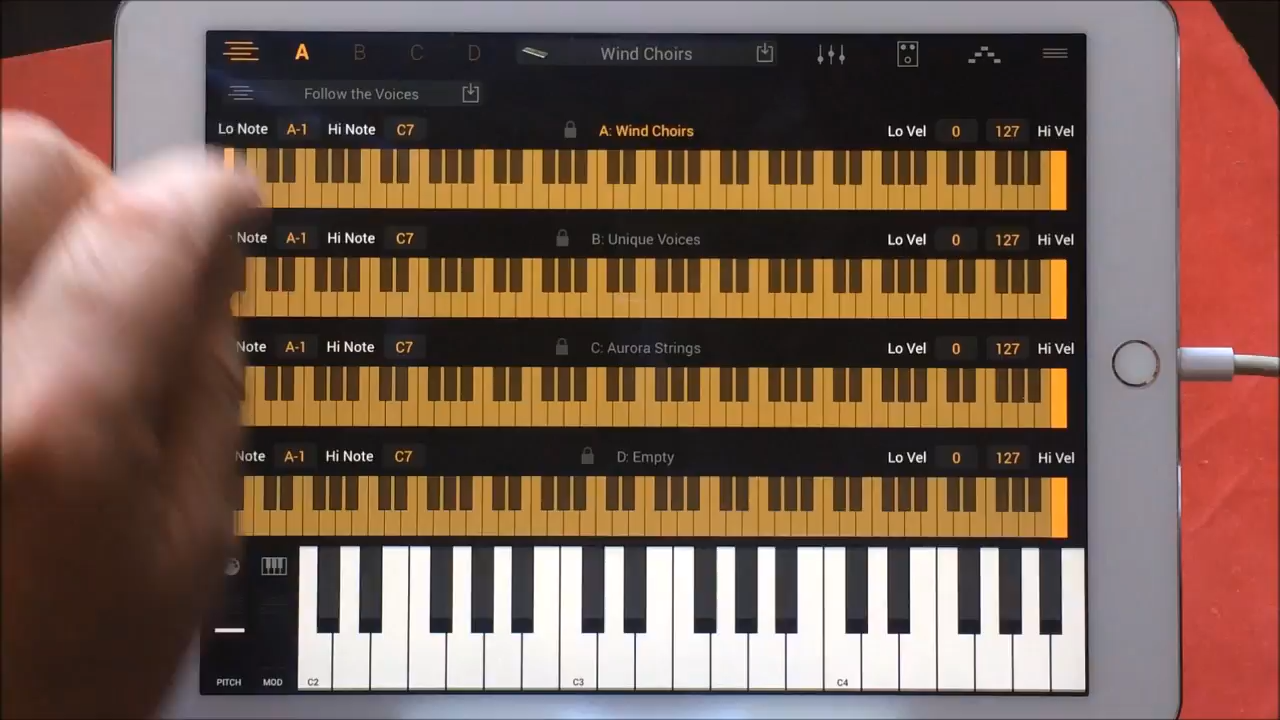 A B C D Wind Choirs
Follow the Voices
Lo Note A-1 Hi Note C7 A: Wind Choirs Lo Vel 0 127 Hi Vel
Note A-1 Hi Note C7 B: Unique Voices Lo Vel 0 127 Hi Vel
Note A-1 Hi Note C7 C: Aurora Strings Lo Vel 0 127 Hi Vel
Note A-1 Hi Note C7 D: Empty Lo Vel 0 127 Hi Vel
PITCH MOD C2 C3 C4